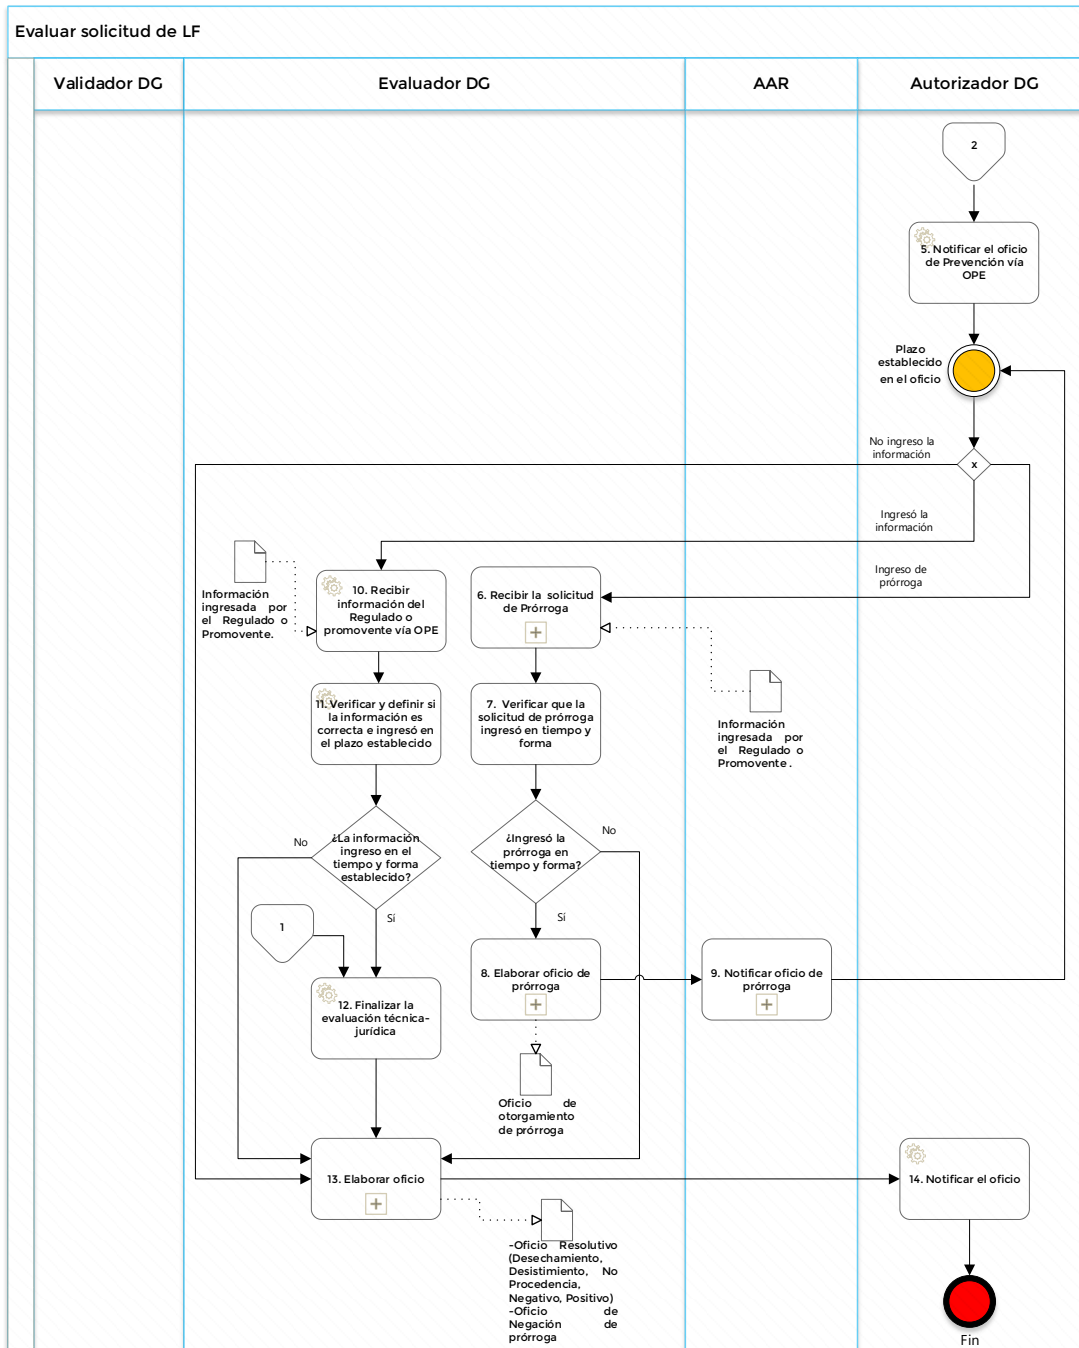 Evaluar solicitud de LF
Validador DG
Evaluador DG
AAR
Autorizador DG
2
5. Notificar el oficio
de Prevención vía
OPE
Plazo
establecido
en el oficio
No ingreso la
información
x
Ingresó la
información
Ingreso de
prórroga
Información
ingresada por
el Regulado o
Promovente.
10. Recibir
información del
Regulado o
promovente vía OPE
6. Recibir la solicitud
de Prórroga
11. Verificar y definir si
la información es
correcta e ingresó en
el plazo establecido
7. Verificar que la
solicitud de prórroga
ingresó en tiempo y
forma
Información
ingresada por
el Regulado o
Promovente .
No
¿La información
ingreso en el
tiempo y forma
establecido?
Sí
¿Ingresó la
prórroga en
tiempo y forma?
No
Sí
1
12. Finalizar la
evaluación técnica-
jurídica
8. Elaborar oficio de
prórroga
9. Notificar oficio de
prórroga
Oficio de
otorgamiento
de prórroga
13. Elaborar oficio
14. Notificar el oficio
-Oficio Resolutivo
(Desechamiento,
Desistimiento, No
Procedencia,
Negativo, Positivo)
-Oficio de
Negación de
prórroga
Fin